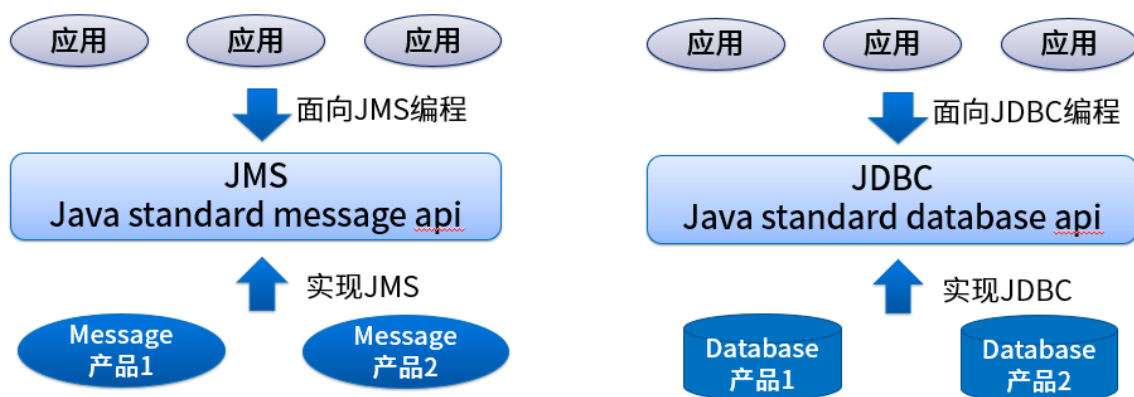 应用
应用
应用
面向JMS编程
JMS
Java standard message api
实现JMS
Message
产品1
Message
产品2
应用
应用
应用
面向JDBC编程
JDBC
Java standard database api
实现JDBC
Database
产品1
Database
产品2